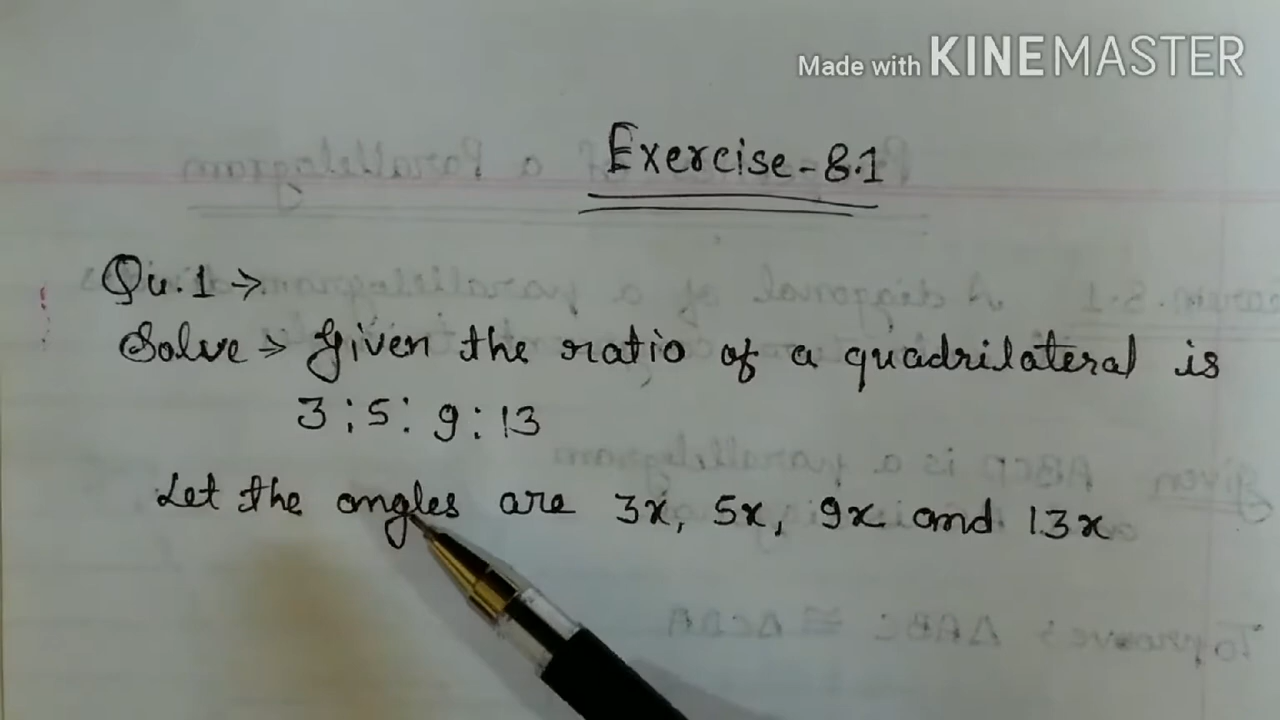 Made with KINEMASTER
Exercise-8.1
Qu.1→
Solve→ Given the ratio of a quadrilateral is
3:5:9:13
Let the angles are 3x, 5x, 9x and 13x